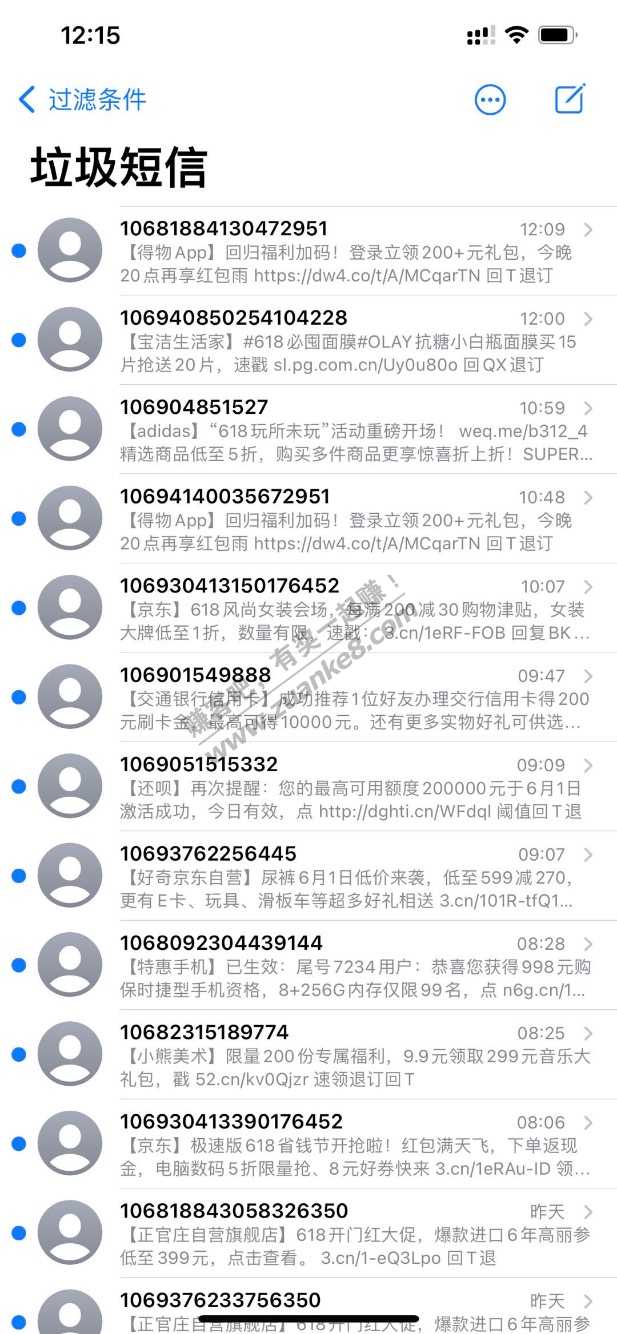 12:15
过滤条件
垃圾短信
10681884130472951 12:09
【得物App】回归福利加码！登录立领200+元礼包，今晚
20点再享红包雨 https://dw4.co/t/A/MCqarTN 回T退订
106940850254104228 12:00
【宝洁生活家】#618必囤面膜#OLAY抗糖小白瓶面膜买15
片抢送20片，速戳 sl.pg.com.cn/Uy0u80o 回QX退订
106904851527 10:59
【adidas】“618玩所未玩”活动重磅开场！ weq.me/b312_4
精选商品低至5折，购买多件商品更享惊喜折上折！SUPER...
10694140035672951 10:48
【得物App】回归福利加码！登录立领200+元礼包，今晚
20点再享红包雨 https://dw4.co/t/A/MCqarTN 回T退订
106930413150176452 10:07
【京东】618风尚女装会场，每满200减30购物津贴，女装
大牌低至1折，数量有限，速戳：3.cn/1eRF-FOB 回复BK...
106901549888 09:47
【交通银行信用卡】成功推荐1位好友办理交行信用卡得200
元刷卡金，最高可得10000元。还有更多实物好礼可供选...
1069051515332 09:09
【还呗】再次提醒：您的最高可用额度200000元于6月1日
激活成功，今日有效，点 http://dghti.cn/WFdql 阈值回T退
10693762256445 09:07
【好奇京东自营】尿裤6月1日低价来袭，低至599减270，
更有E卡、玩具、滑板车等超多好礼相送 3.cn/101R-tfQ1...
1068092304439144 08:28
【特惠手机】已生效：尾号7234用户：恭喜您获得998元购
保时捷型手机资格，8+256G内存仅限99名，点 n6g.cn/1...
10682315189774 08:25
【小熊美术】限量200份专属福利，9.9元领取299元音乐大
礼包，戳 52.cn/kv0Qjzr 速领退订回T
106930413390176452 08:06
【京东】极速版618省钱节开抢啦！红包满天飞，下单返现
金，电脑数码5折限量抢、8元好券快来 3.cn/1eRAu-ID 领...
106818843058326350 昨天
【正官庄自营旗舰店】618开门红大促，爆款进口6年高丽参
低至399元，点击查看。 3.cn/1-eQ3Lpo 回T退
1069376233756350 昨天
【正官庄自营旗舰店】618开门红大促，爆款进口6年高丽参
赚客吧，有奖一起赚！
www.zuanke8.com